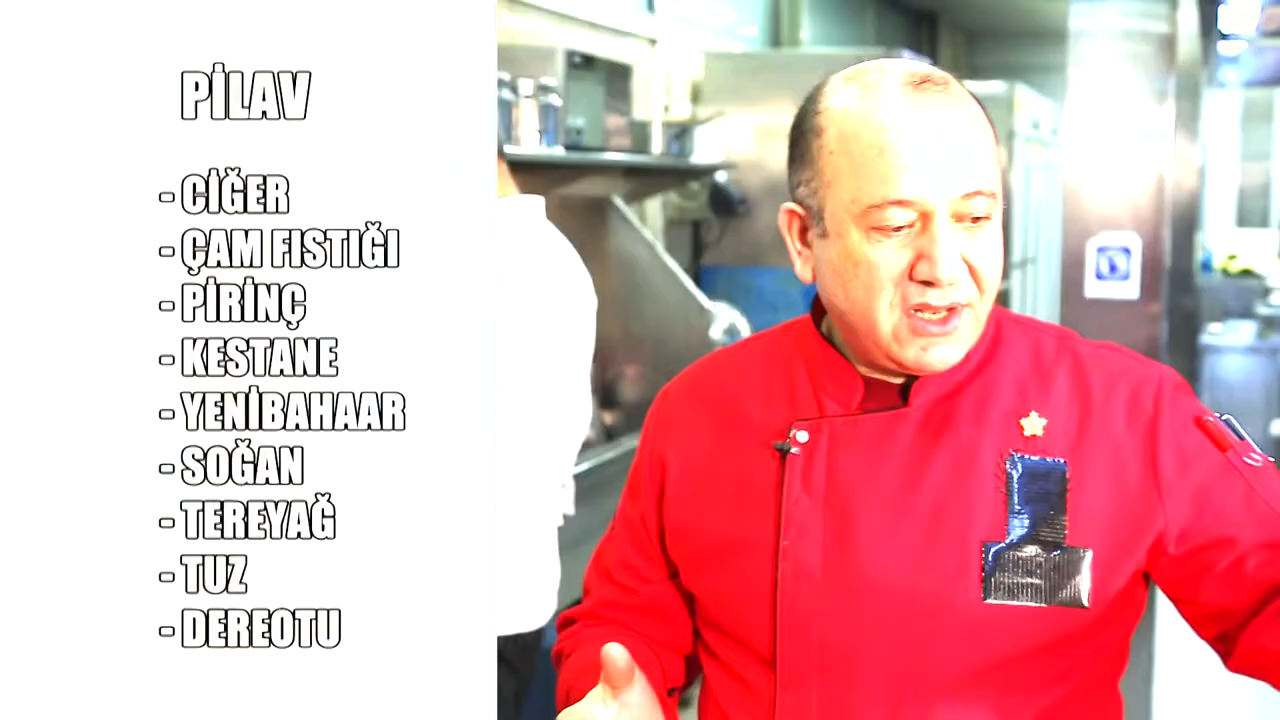 PİLAV
- CİĞER
- ÇAM FISTIĞI
- PİRİNÇ
- KESTANE
- YENİBAHAAR
- SOĞAN
- TEREYAĞ
- TUZ
- DEREOTU